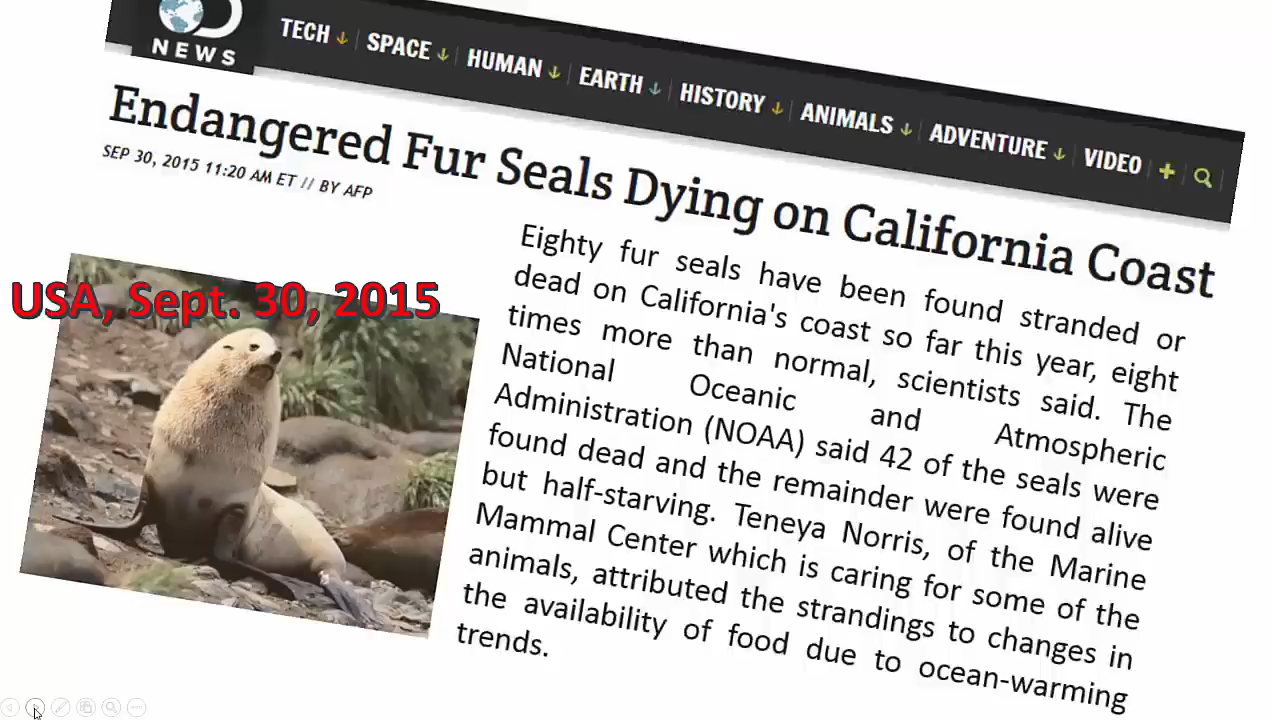 NEWS
TECH SPACE HUMAN EARTH HISTORY ANIMALS ADVENTURE VIDEO +
Endangered Fur Seals Dying on California Coast
SEP 30, 2015 11:20 AM ET // BY AFP
USA, Sept. 30, 2015
Eighty fur seals have been found stranded or
dead on California's coast so far this year, eight
times more than normal, scientists said. The
National Oceanic and Atmospheric
Administration (NOAA) said 42 of the seals were
found dead and the remainder were found alive
but half-starving. Teneya Norris, of the Marine
Mammal Center which is caring for some of the
animals, attributed the strandings to changes in
the availability of food due to ocean-warming
trends.